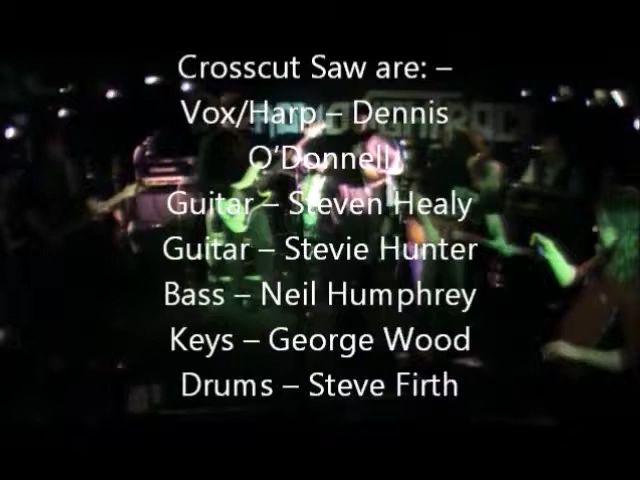 Crosscut Saw are: –
Vox/Harp – Dennis
O’Donnell
Guitar – Steven Healy
Guitar – Stevie Hunter
Bass – Neil Humphrey
Keys – George Wood
Drums – Steve Firth